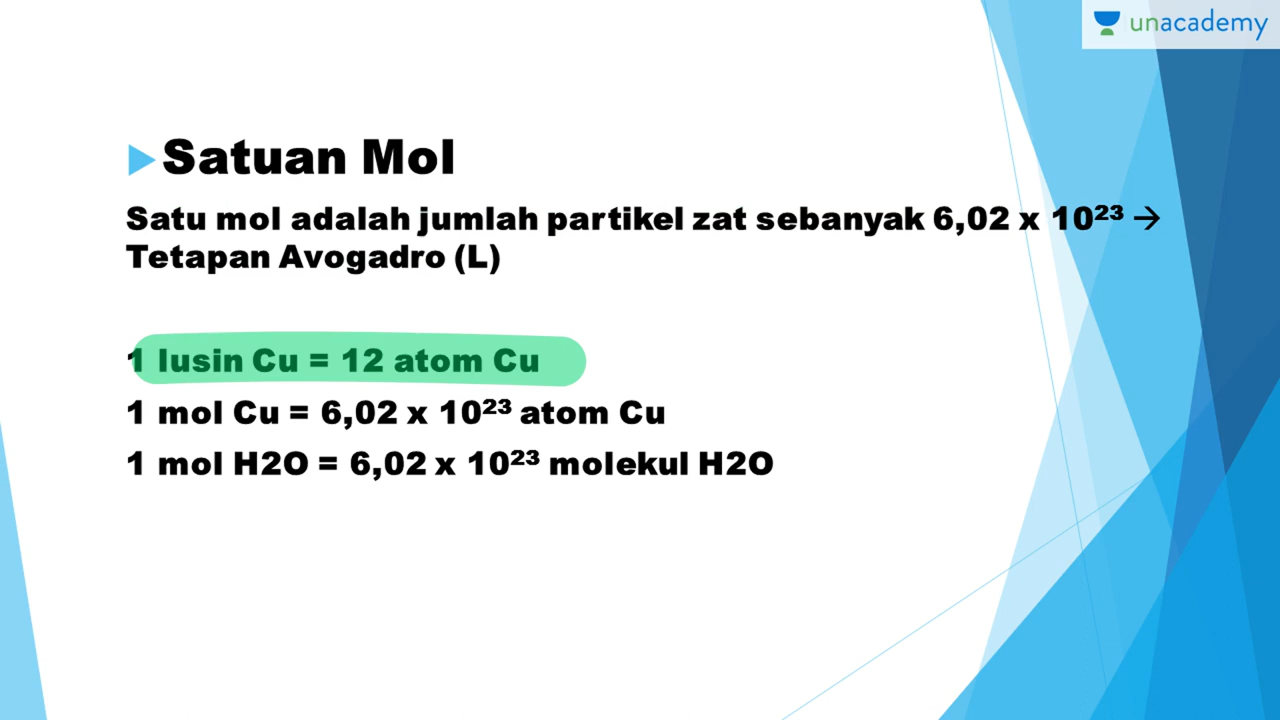 unacademy
Satuan Mol
Satu mol adalah jumlah partikel zat sebanyak 6,02 x 10²³ →
Tetapan Avogadro (L)
1 lusin Cu = 12 atom Cu
1 mol Cu = 6,02 x 10²³ atom Cu
1 mol H2O = 6,02 x 10²³ molekul H2O